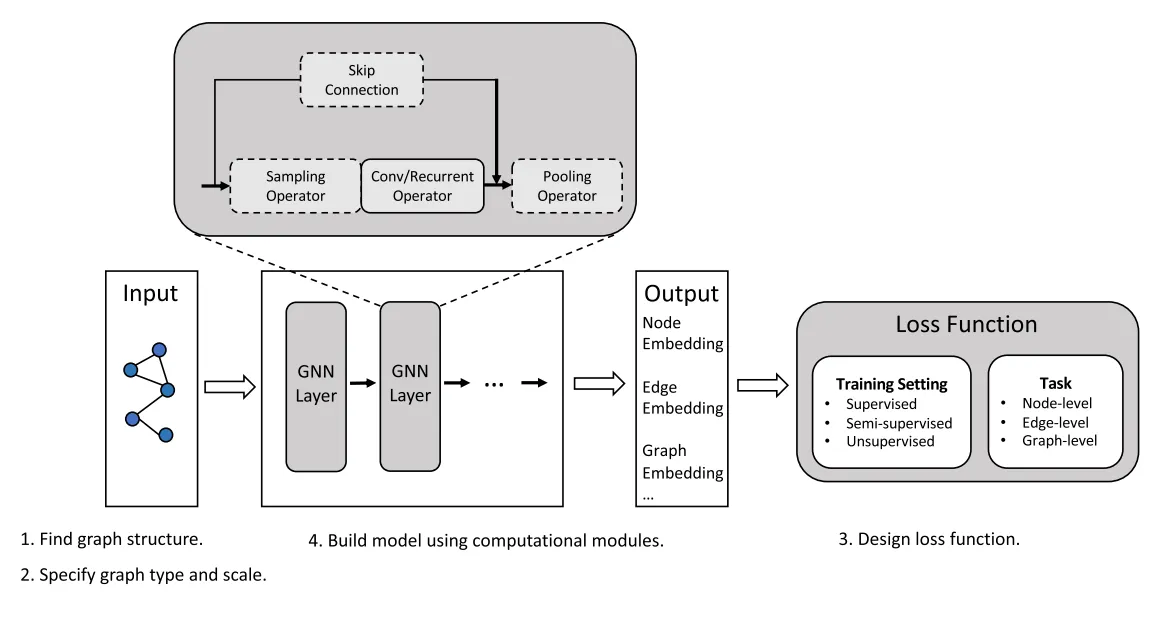 Skip
Connection
Sampling
Operator
Conv/Recurrent
Operator
Pooling
Operator
Input
GNN
Layer
GNN
Layer
...
Output
Node
Embedding
Edge
Embedding
Graph
Embedding
...
Loss Function
Training Setting
• Supervised
• Semi-supervised
• Unsupervised
Task
• Node-level
• Edge-level
• Graph-level
1. Find graph structure.
2. Specify graph type and scale.
4. Build model using computational modules.
3. Design loss function.